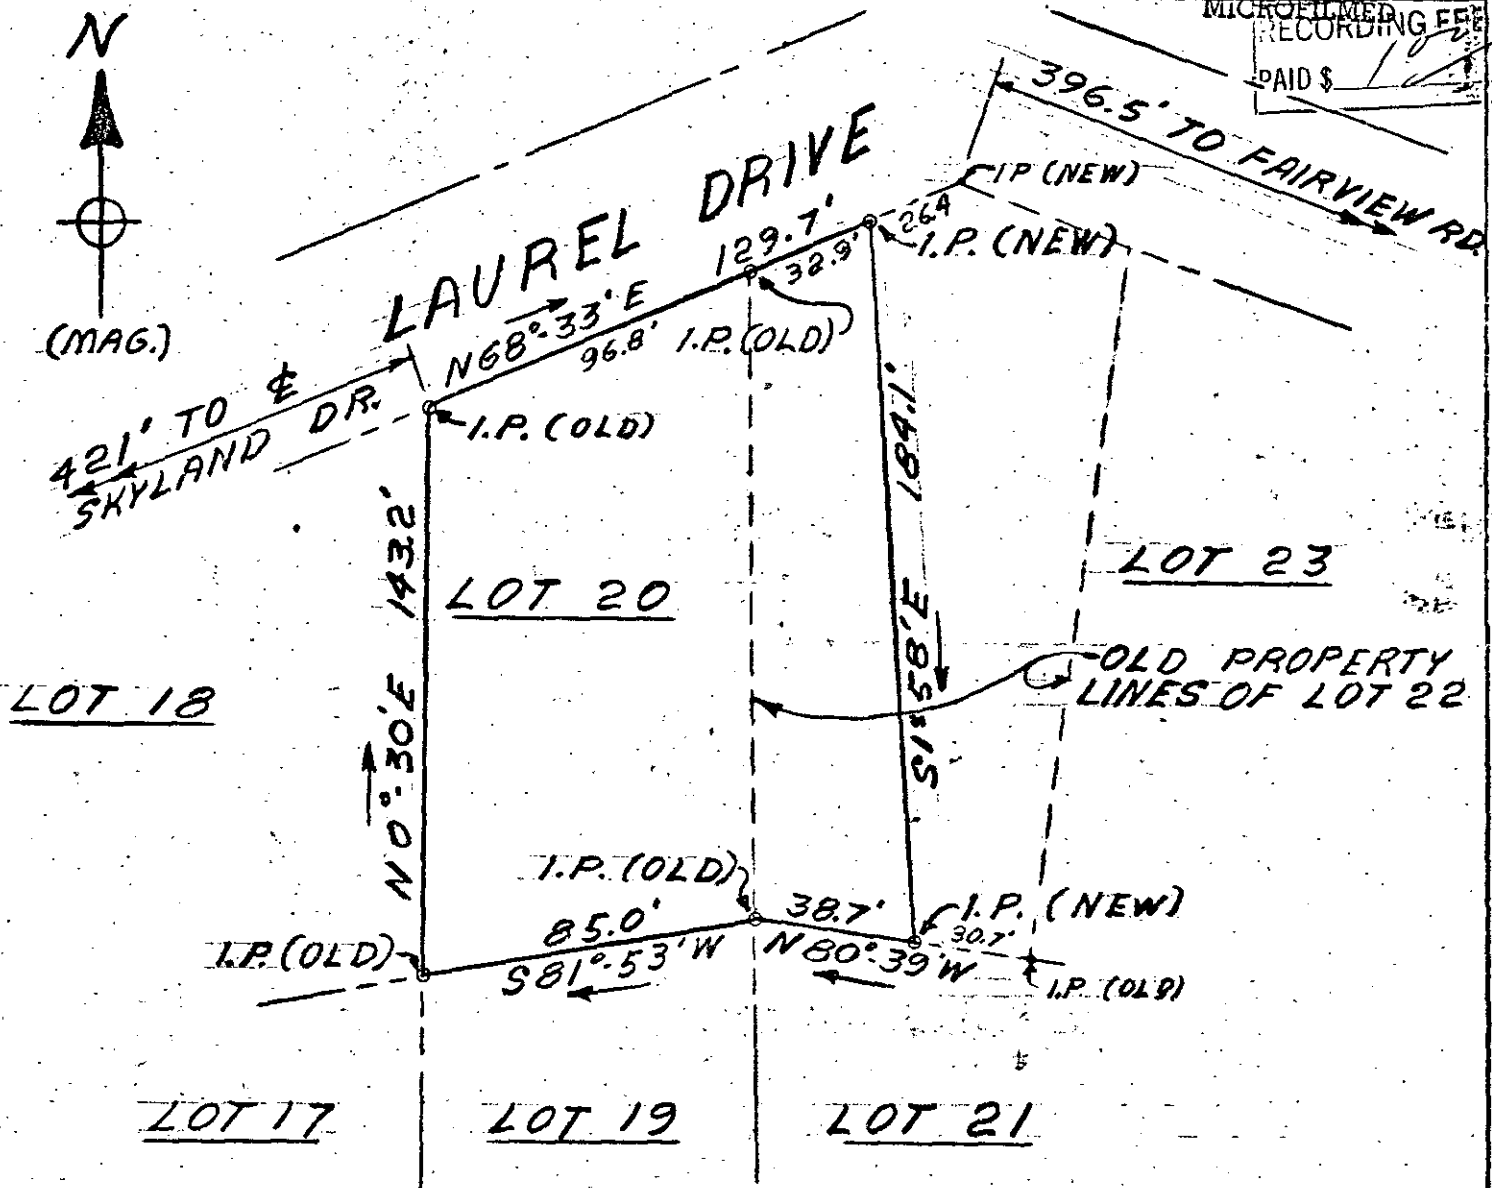 N
(MAG.)
MICROFILMED
RECORDING FEE
PAID $
396.5' TO FAIRVIEW RD.
LAUREL DRIVE
129.7'
32.9'
26.4
I.P. (NEW)
I.P. (NEW)
N68°-33'E
96.8'
I.P. (OLD)
421' TO ℄
SKYLAND DR.
I.P. (OLD)
N0°-30'E 143.2'
LOT 20
184.1'
S1°-58'E
LOT 23
LOT 18
OLD PROPERTY
LINES OF LOT 22
I.P. (OLD)
38.7'
I.P. (NEW)
30.7'
85.0'
N80°-39'W
I.P. (OLD)
S81°-53'W
I.P. (OLD)
LOT 17
LOT 19
LOT 21